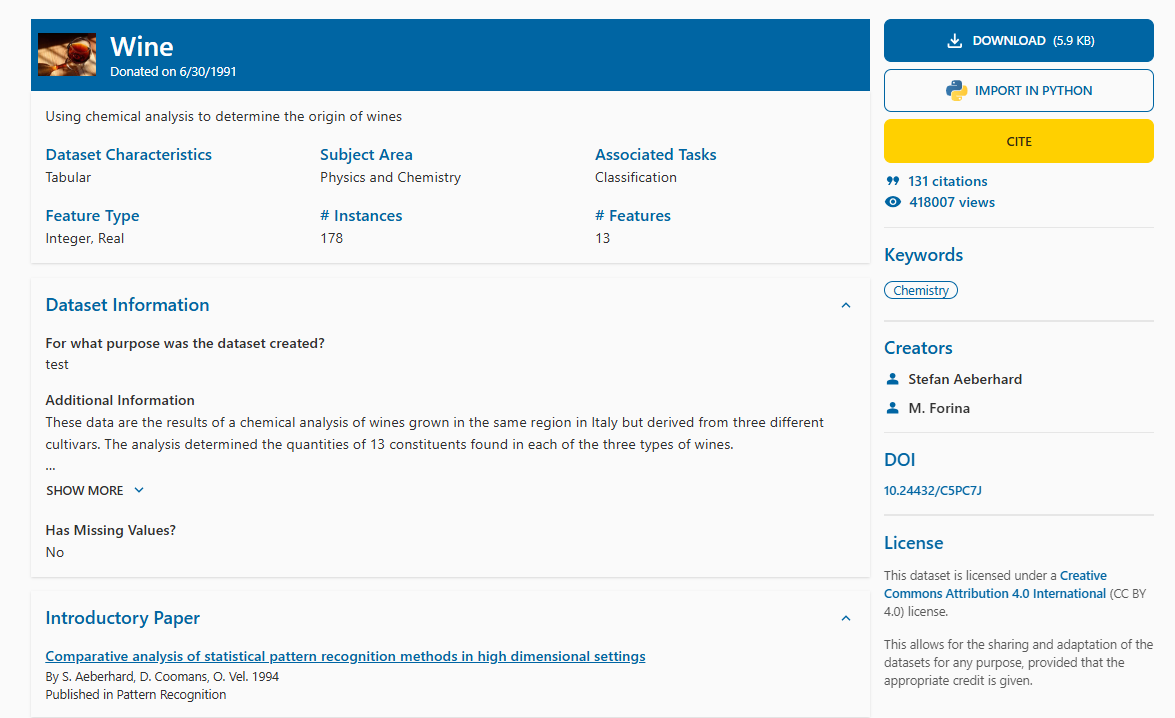 Wine
Donated on 6/30/1991
Using chemical analysis to determine the origin of wines
Dataset Characteristics
Tabular
Subject Area
Physics and Chemistry
Associated Tasks
Classification
Feature Type
Integer, Real
# Instances
178
# Features
13
Dataset Information
For what purpose was the dataset created?
test
Additional Information
These data are the results of a chemical analysis of wines grown in the same region in Italy but derived from three different
cultivars. The analysis determined the quantities of 13 constituents found in each of the three types of wines.
...
SHOW MORE
Has Missing Values?
No
Introductory Paper
Comparative analysis of statistical pattern recognition methods in high dimensional settings
By S. Aeberhard, D. Coomans, O. Vel. 1994
Published in Pattern Recognition
DOWNLOAD (5.9 KB)
IMPORT IN PYTHON
CITE
131 citations
418007 views
Keywords
Chemistry
Creators
Stefan Aeberhard
M. Forina
DOI
10.24432/C5PC7J
License
This dataset is licensed under a Creative
Commons Attribution 4.0 International (CC BY
4.0) license.
This allows for the sharing and adaptation of the
datasets for any purpose, provided that the
appropriate credit is given.